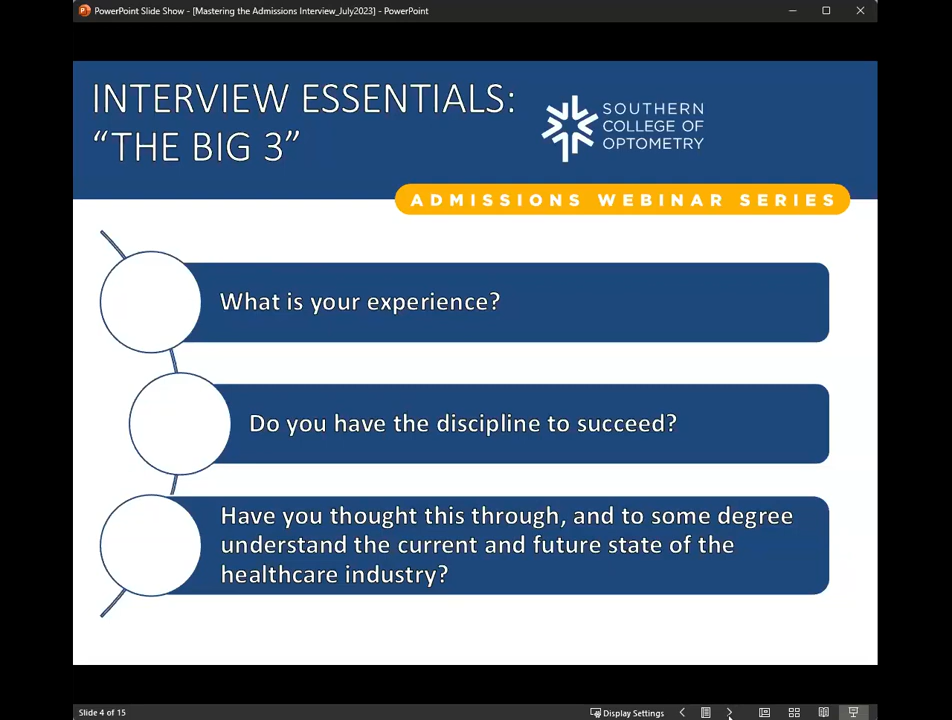 PowerPoint Slide Show - [Mastering the Admissions Interview_July2023] - PowerPoint
INTERVIEW ESSENTIALS:
“THE BIG 3”
SOUTHERN
COLLEGE OF
OPTOMETRY
ADMISSIONS WEBINAR SERIES
What is your experience?
Do you have the discipline to succeed?
Have you thought this through, and to some degree
understand the current and future state of the
healthcare industry?
Slide 4 of 15
Display Settings